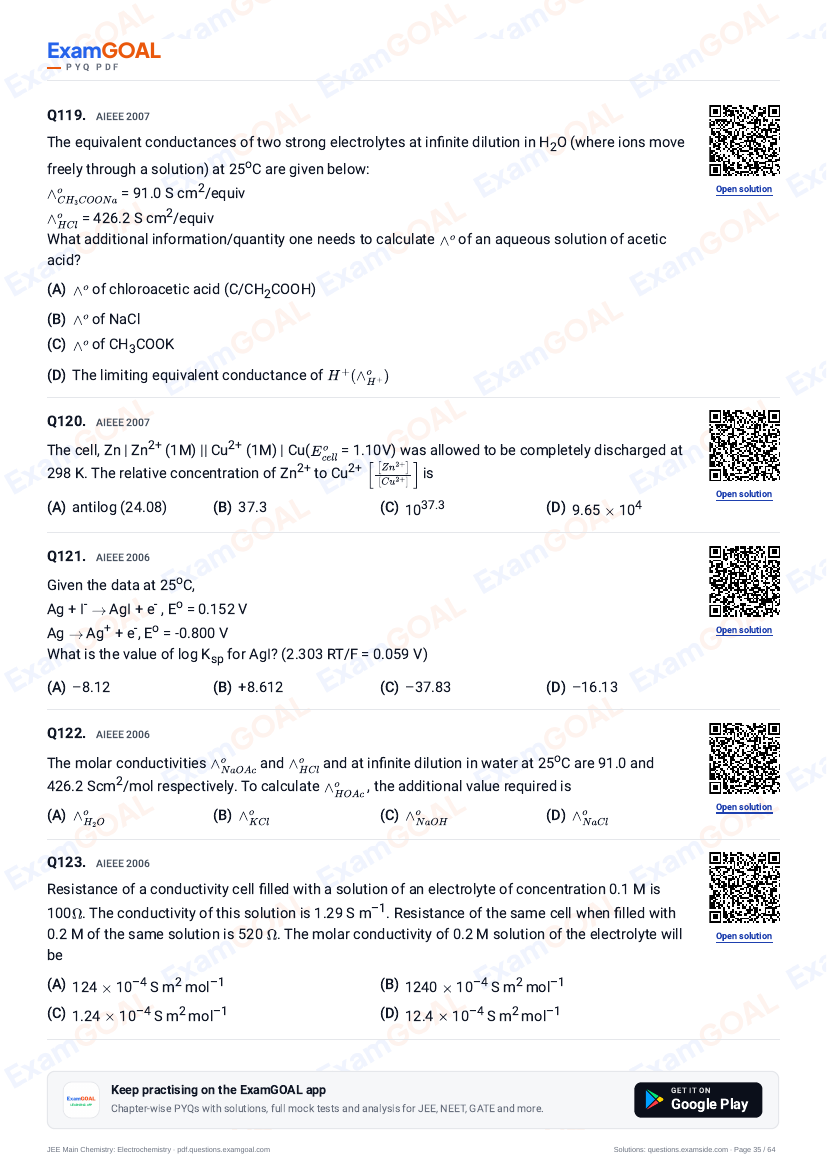 ExamGOAL
PYQ PDF
Q119. AIEEE 2007
The equivalent conductances of two strong electrolytes at infinite dilution in H₂O (where ions move
freely through a solution) at 25°C are given below:
∧°CH₃COONa = 91.0 S cm²/equiv
∧°HCl = 426.2 S cm²/equiv
What additional information/quantity one needs to calculate ∧° of an aqueous solution of acetic
acid?
(A) ∧° of chloroacetic acid (C/CH₂COOH)
(B) ∧° of NaCl
(C) ∧° of CH₃COOK
(D) The limiting equivalent conductance of H⁺(∧°H⁺)
Open solution
Q120. AIEEE 2007
The cell, Zn | Zn²⁺ (1M) || Cu²⁺ (1M) | Cu(E°cell = 1.10V) was allowed to be completely discharged at
298 K. The relative concentration of Zn²⁺ to Cu²⁺ [[Zn²⁺]/[Cu²⁺]] is
(A) antilog (24.08) (B) 37.3 (C) 10³⁷·³ (D) 9.65 × 10⁴
Open solution
Q121. AIEEE 2006
Given the data at 25°C,
Ag + I⁻ → AgI + e⁻ , E° = 0.152 V
Ag → Ag⁺ + e⁻, E° = -0.800 V
What is the value of log Kₛₚ for AgI? (2.303 RT/F = 0.059 V)
(A) −8.12 (B) +8.612 (C) −37.83 (D) −16.13
Open solution
Q122. AIEEE 2006
The molar conductivities ∧°NaOAc and ∧°HCl and at infinite dilution in water at 25°C are 91.0 and
426.2 Scm²/mol respectively. To calculate ∧°HOAc, the additional value required is
(A) ∧°H₂O (B) ∧°KCl (C) ∧°NaOH (D) ∧°NaCl
Open solution
Q123. AIEEE 2006
Resistance of a conductivity cell filled with a solution of an electrolyte of concentration 0.1 M is
100Ω. The conductivity of this solution is 1.29 S m⁻¹. Resistance of the same cell when filled with
0.2 M of the same solution is 520 Ω. The molar conductivity of 0.2 M solution of the electrolyte will
be
(A) 124 × 10⁻⁴ S m² mol⁻¹ (B) 1240 × 10⁻⁴ S m² mol⁻¹
(C) 1.24 × 10⁻⁴ S m² mol⁻¹ (D) 12.4 × 10⁻⁴ S m² mol⁻¹
Open solution
Keep practising on the ExamGOAL app
Chapter-wise PYQs with solutions, full mock tests and analysis for JEE, NEET, GATE and more.
GET IT ON
Google Play
JEE Main Chemistry: Electrochemistry · pdf.questions.examgoal.com
Solutions: questions.examside.com · Page 35 / 64